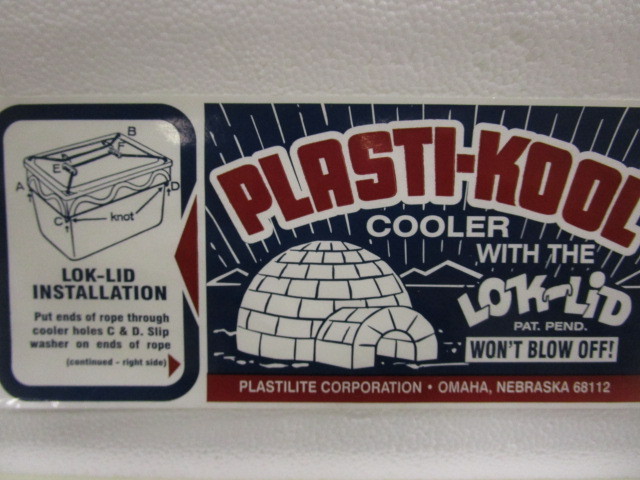 B
F
E
A
D
C
knot
LOK-LID
INSTALLATION
Put ends of rope through
cooler holes C & D. Slip
washer on ends of rope
(continued - right side)
PLASTI-KOOL
COOLER
WITH THE
LOK-LID
PAT. PEND.
WON'T BLOW OFF!
PLASTILITE CORPORATION • OMAHA, NEBRASKA 68112